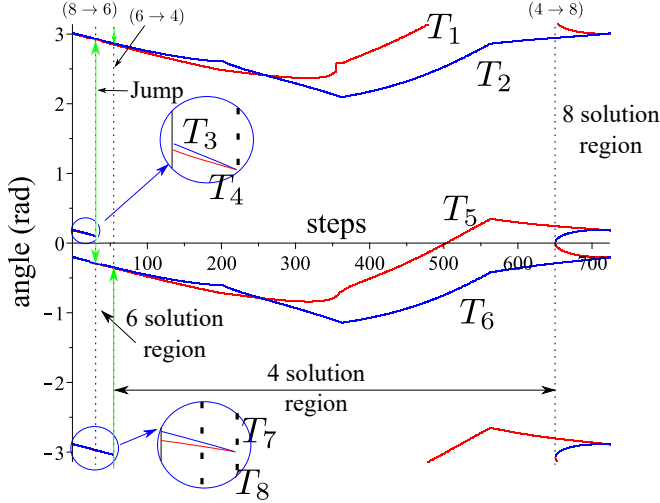 (8 → 6)
(6 → 4)
(4 → 8)
3
T1
T2
Jump
2
8 solution
region
T3
1
T4
angle (rad)
steps
T5
0
100 200 300 400 500 600 700
6 solution
region
T6
-1
4 solution
region
-2
T7
-3
T8